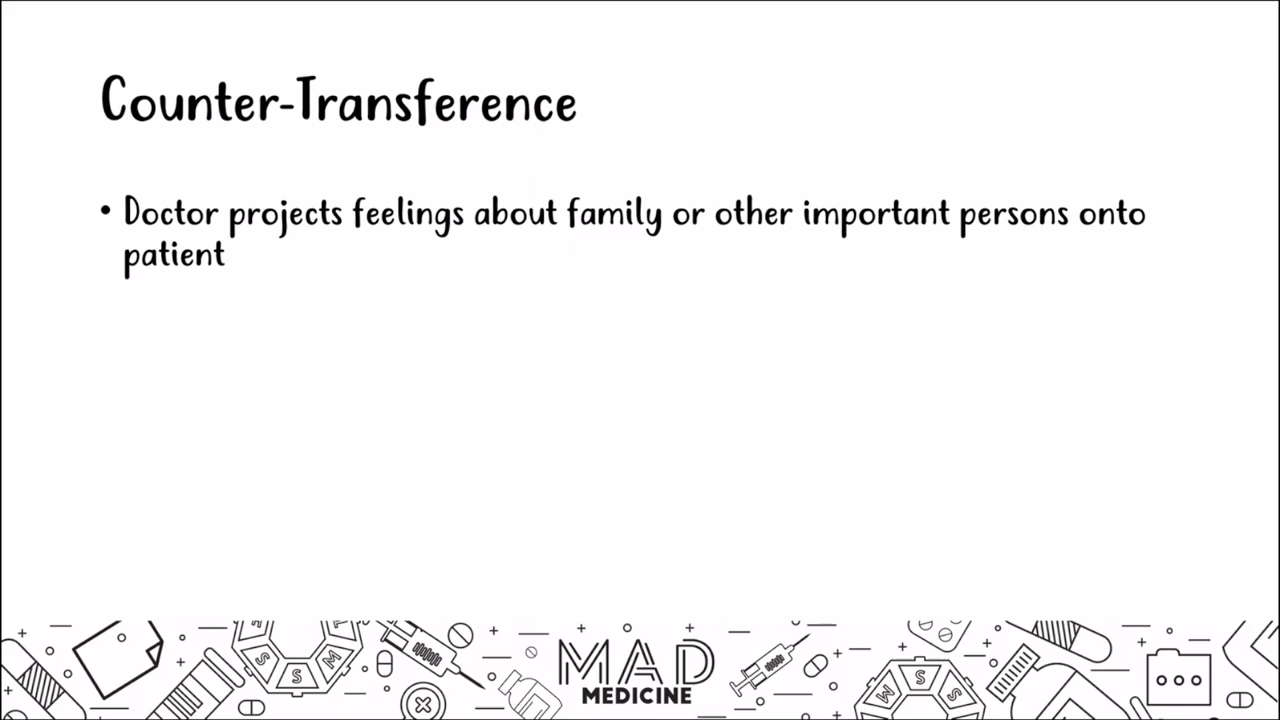 Counter-Transference
• Doctor projects feelings about family or other important persons onto
patient
S
S
M
M
S
S
MAD
MEDICINE